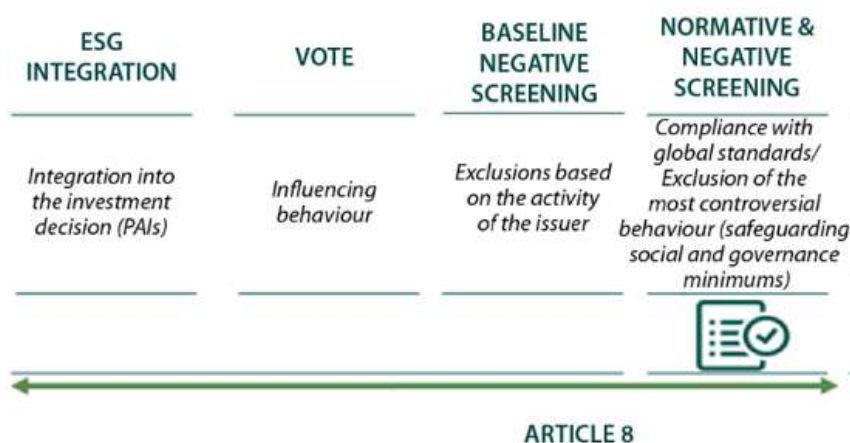 ESG
INTEGRATION
VOTE
BASELINE
NEGATIVE
SCREENING
NORMATIVE &
NEGATIVE
SCREENING
Integration into
the investment
decision (PAIs)
Influencing
behaviour
Exclusions based
on the activity
of the issuer
Compliance with
global standards/
Exclusion of the
most controversial
behaviour (safeguarding
social and governance
minimums)
ARTICLE 8